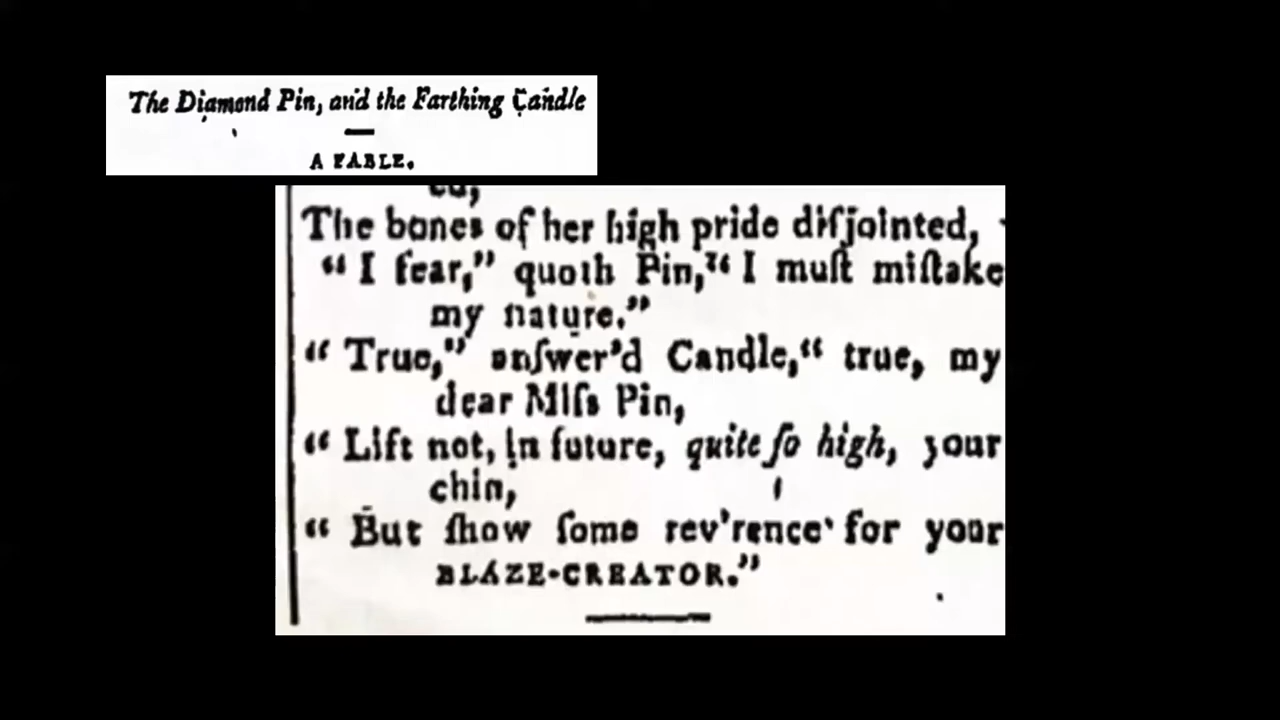 The Diamond Pin, and the Farthing Candle
A FABLE.
ed,
The bones of her high pride diſjointed,
“ I fear,” quoth Pin,“ I muſt miſtake
my nature.”
“ True,” anſwer’d Candle,“ true, my
dear Miſs Pin,
“ Lift not, in future, quite ſo high, your
chin,
“ But ſhow ſome rev’rence for your
BLAZE-CREATOR.”